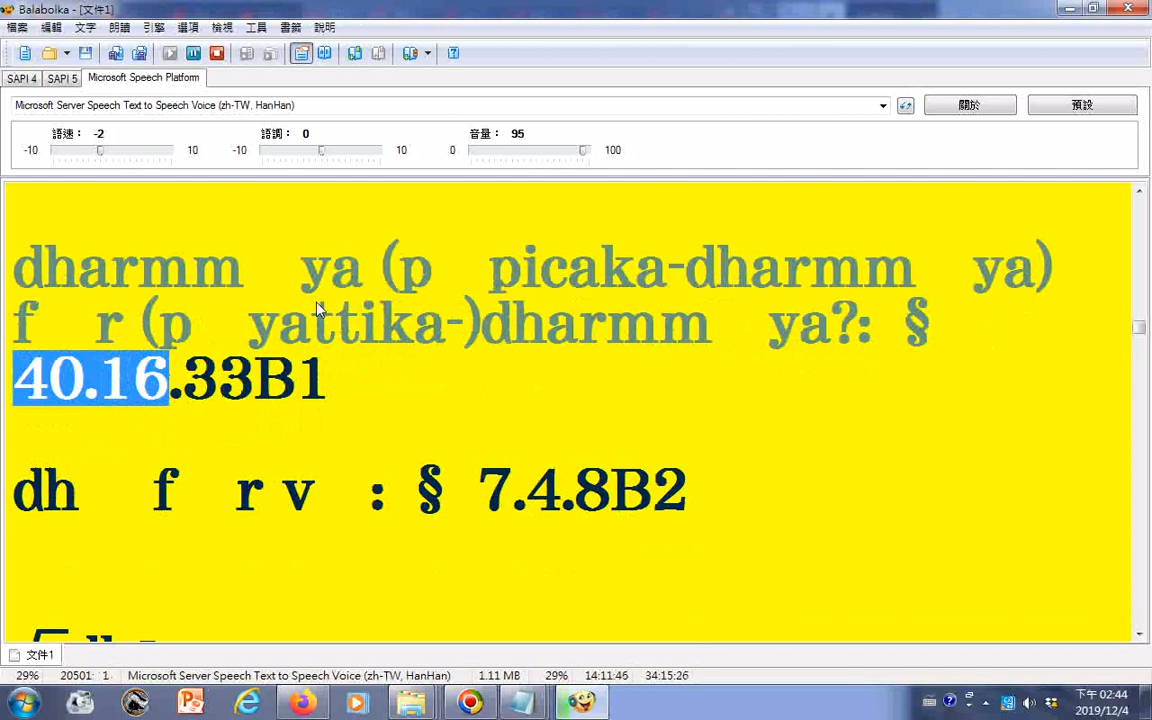 Balabolka - [文件1]
檔案 編輯 文字 朗讀 引擎 選項 檢視 工具 書籤 說明
SAPI 4 SAPI 5 Microsoft Speech Platform
Microsoft Server Speech Text to Speech Voice (zh-TW, HanHan) 關於 預設
語速： -2 語調： 0 音量： 95
-10 10 -10 10 0 100
dharmm ya (p picaka-dharmm ya)
f r (p yattika-)dharmm ya?: §
40.16.33B1
dh f r v : § 7.4.8B2
文件1
29% 20501: 1 Microsoft Server Speech Text to Speech Voice (zh-TW, HanHan) 1.11 MB 29% 14:11:46 34:15:26
下午 02:44
2019/12/4